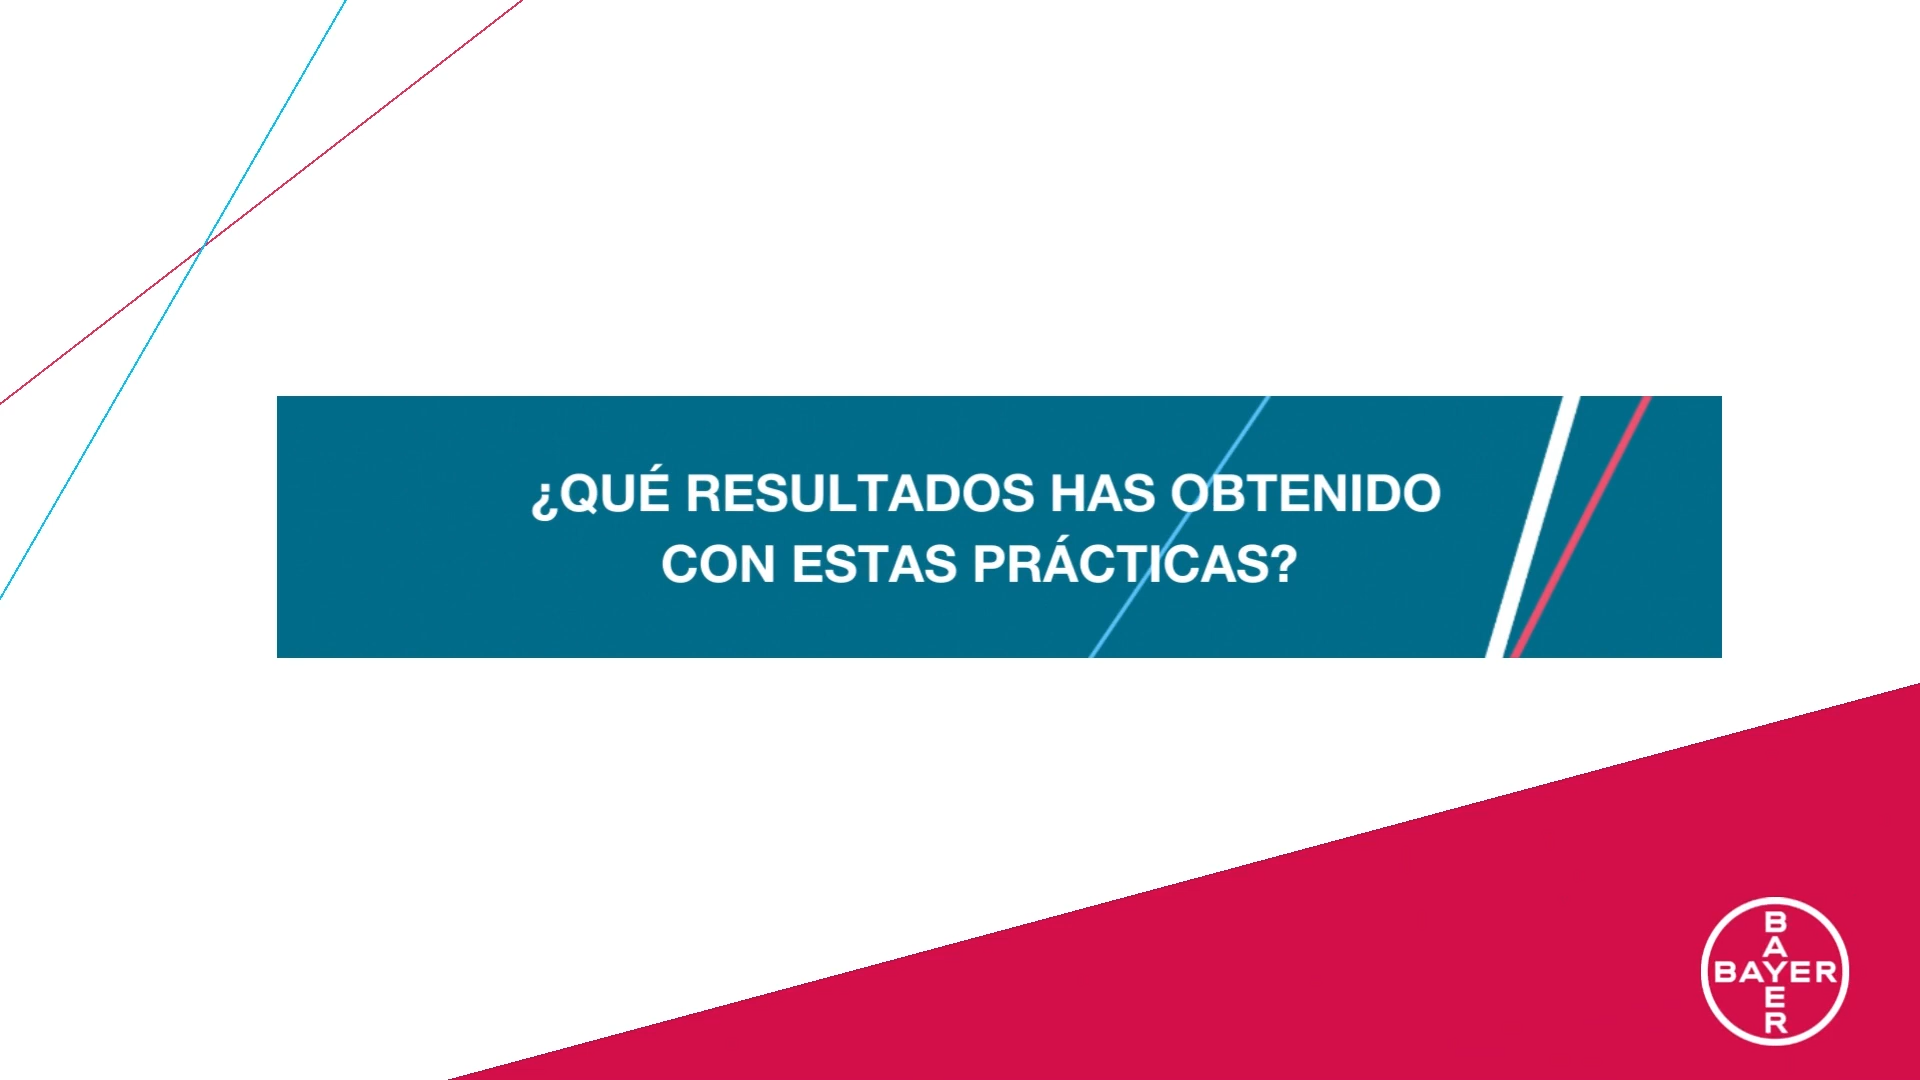 ¿QUÉ RESULTADOS HAS OBTENIDO
CON ESTAS PRÁCTICAS?
BAYER
BAYER